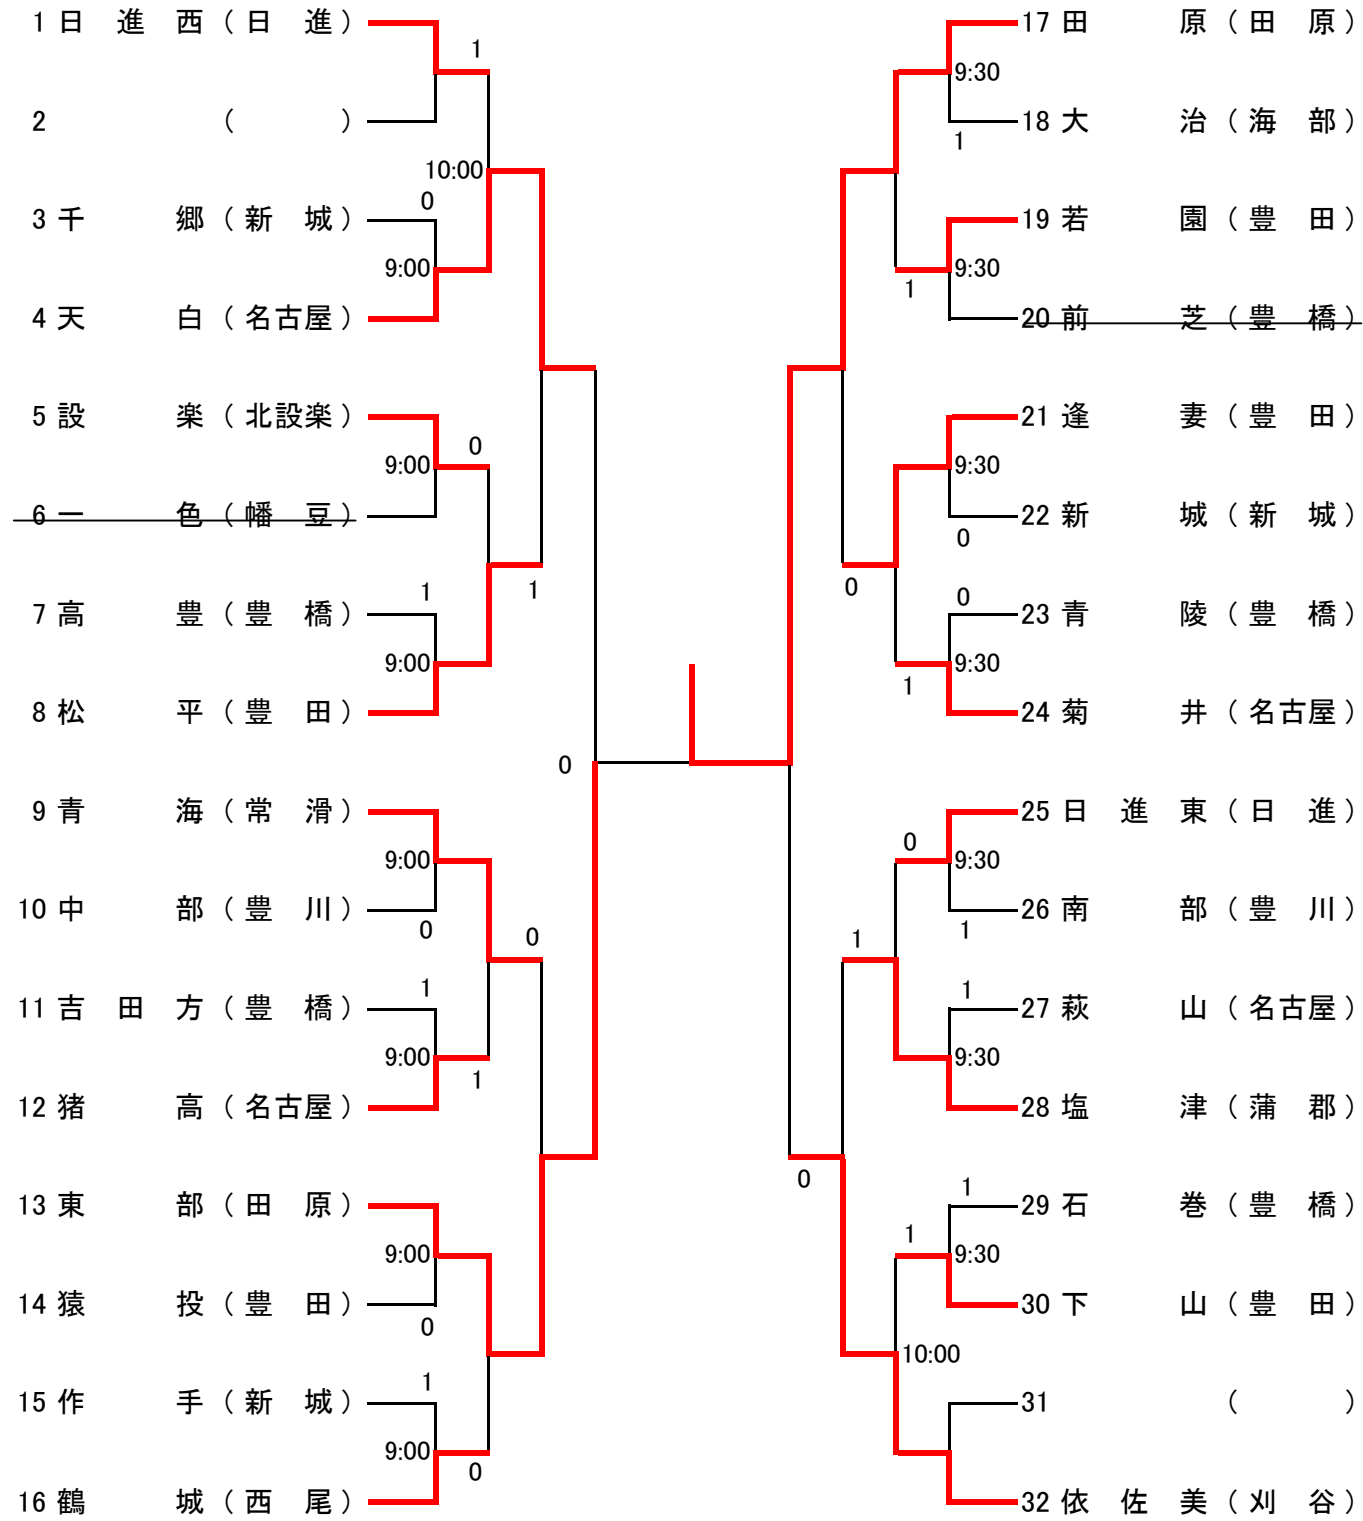 1 日進西（日進）
1
2 （　　）
10:00
0
3 千郷（新城）
9:00
4 天白（名古屋）
5 設楽（北設楽）
0
9:00
6 一色（幡豆）
1
1
7 高豊（豊橋）
9:00
8 松平（豊田）
0
9 青海（常滑）
9:00
10 中部（豊川）
0
0
1
11 吉田方（豊橋）
9:00
1
12 猪高（名古屋）
13 東部（田原）
9:00
14 猿投（豊田）
0
1
15 作手（新城）
9:00
0
16 鶴城（西尾）
17 田原（田原）
9:30
18 大治（海部）
1
19 若園（豊田）
9:30
1
20 前芝（豊橋）
21 逢妻（豊田）
9:30
22 新城（新城）
0
0
0
23 青陵（豊橋）
9:30
1
24 菊井（名古屋）
25 日進東（日進）
0
9:30
26 南部（豊川）
1
1
1
27 萩山（名古屋）
9:30
28 塩津（蒲郡）
0
1
29 石巻（豊橋）
1
9:30
30 下山（豊田）
10:00
31 （　　）
32 依佐美（刈谷）